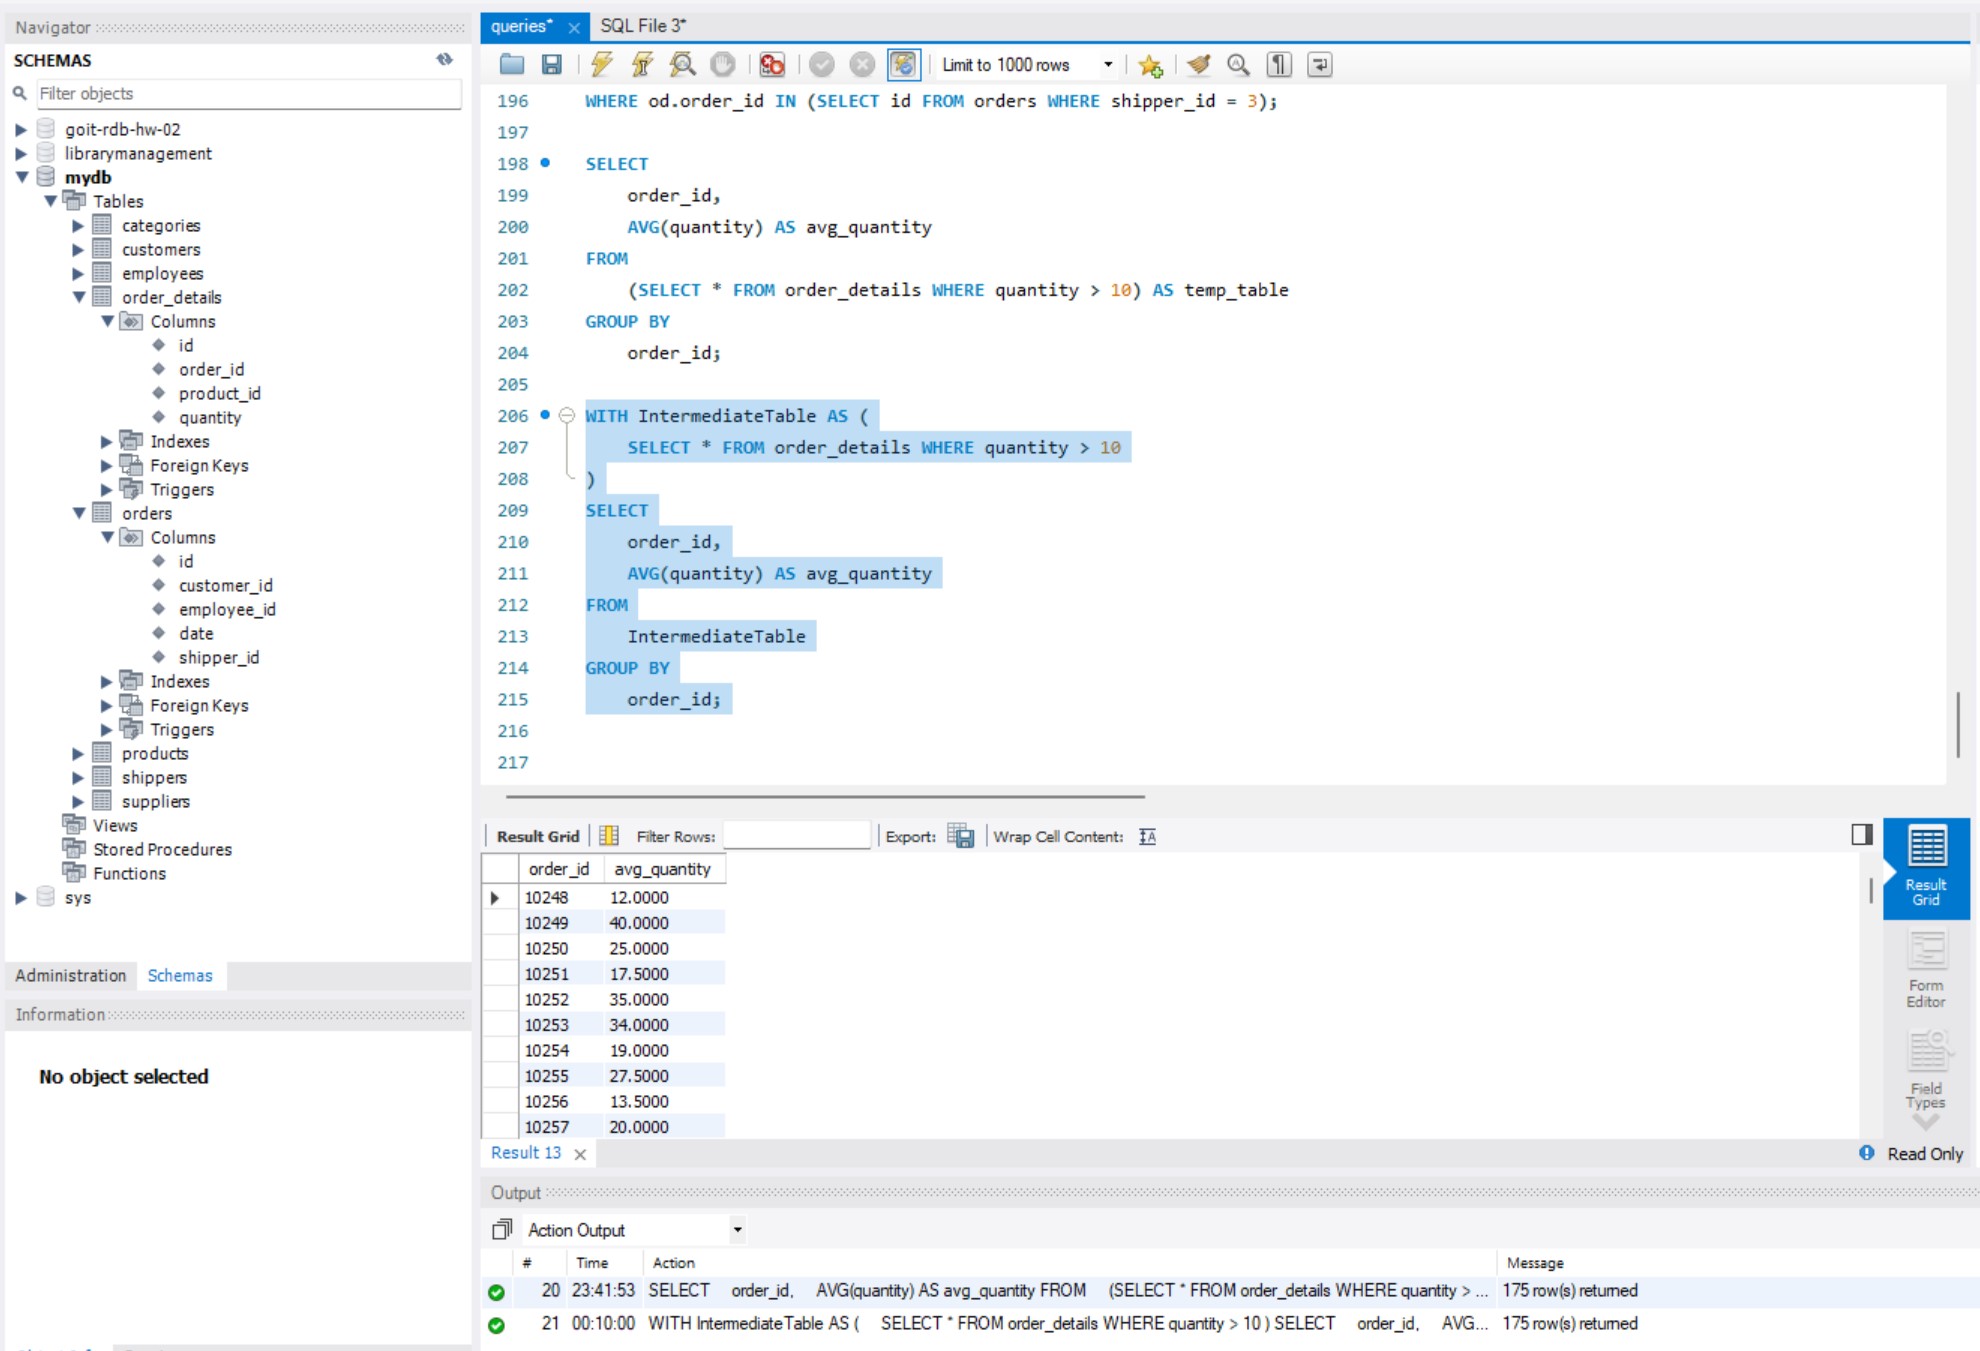 Navigator
SCHEMAS
Filter objects
goit-rdb-hw-02
librarymanagement
mydb
Tables
categories
customers
employees
order_details
Columns
id
order_id
product_id
quantity
Indexes
Foreign Keys
Triggers
orders
Columns
id
customer_id
employee_id
date
shipper_id
Indexes
Foreign Keys
Triggers
products
shippers
suppliers
Views
Stored Procedures
Functions
sys
Administration Schemas
Information
No object selected
queries* SQL File 3*
Limit to 1000 rows
196 WHERE od.order_id IN (SELECT id FROM orders WHERE shipper_id = 3);
197
198 SELECT
199 order_id,
200 AVG(quantity) AS avg_quantity
201 FROM
202 (SELECT * FROM order_details WHERE quantity > 10) AS temp_table
203 GROUP BY
204 order_id;
205
206 WITH IntermediateTable AS (
207 SELECT * FROM order_details WHERE quantity > 10
208 )
209 SELECT
210 order_id,
211 AVG(quantity) AS avg_quantity
212 FROM
213 IntermediateTable
214 GROUP BY
215 order_id;
216
217
Result Grid Filter Rows: Export: Wrap Cell Content:
order_id avg_quantity
10248 12.0000
10249 40.0000
10250 25.0000
10251 17.5000
10252 35.0000
10253 34.0000
10254 19.0000
10255 27.5000
10256 13.5000
10257 20.0000
Result Grid
Form Editor
Field Types
Result 13
Read Only
Output
Action Output
# Time Action Message
20 23:41:53 SELECT order_id, AVG(quantity) AS avg_quantity FROM (SELECT * FROM order_details WHERE quantity > ... 175 row(s) returned
21 00:10:00 WITH IntermediateTable AS ( SELECT * FROM order_details WHERE quantity > 10 ) SELECT order_id, AVG... 175 row(s) returned